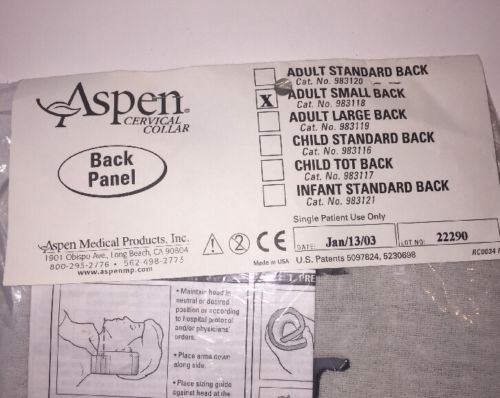 Aspen®
CERVICAL
COLLAR
Back
Panel
ADULT STANDARD BACK
Cat. No. 983120
X ADULT SMALL BACK
Cat. No. 983118
ADULT LARGE BACK
Cat. No. 983119
CHILD STANDARD BACK
Cat. No. 983116
CHILD TOT BACK
Cat. No. 983117
INFANT STANDARD BACK
Cat. No. 983121
Single Patient Use Only
Aspen Medical Products, Inc.
1901 Obispo Ave., Long Beach, CA 90804
800-295-2776 • 562-498-2773
www.aspenmp.com
2 CE
DATE: Jan/13/03 LOT NO: 22290
Made in USA U.S. Patents 5097824, 5230698 RC0024
• Maintain head in
neutral or desired
position or according
to hospital protocol
and/or physicians'
orders.
• Place arms down
along side.
• Place sizing guide
against head at the